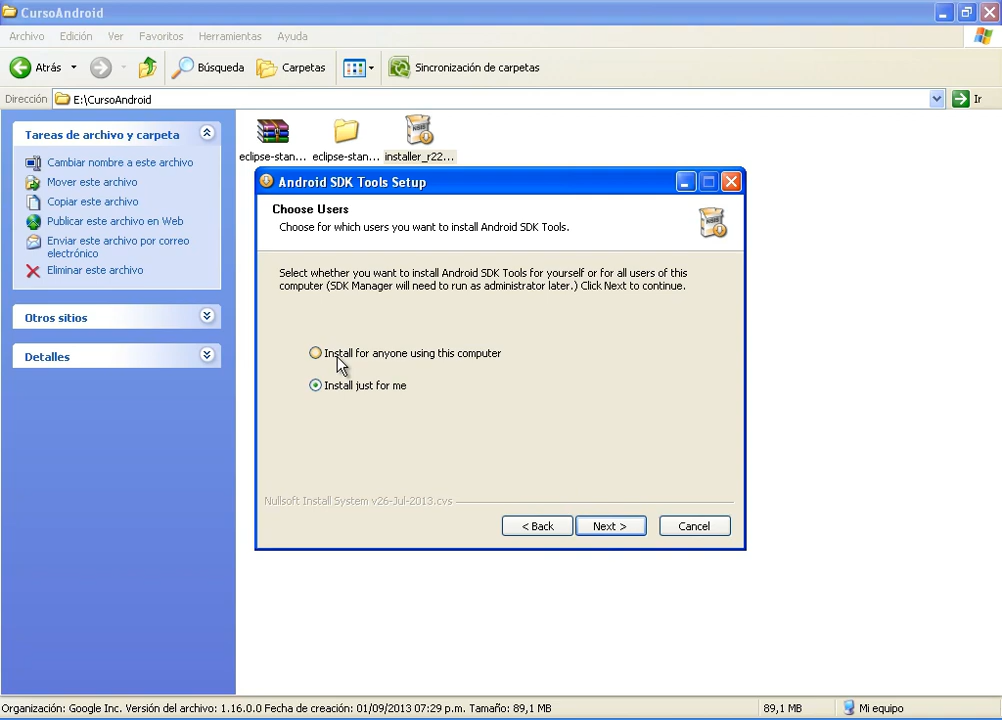 CursoAndroid
Archivo Edición Ver Favoritos Herramientas Ayuda
Atrás Búsqueda Carpetas Sincronización de carpetas
Dirección E:\CursoAndroid Ir
Tareas de archivo y carpeta
Cambiar nombre a este archivo
Mover este archivo
Copiar este archivo
Publicar este archivo en Web
Enviar este archivo por correo
electrónico
Eliminar este archivo
Otros sitios
Detalles
eclipse-stan... eclipse-stan... installer_r22...
Android SDK Tools Setup
Choose Users
Choose for which users you want to install Android SDK Tools.
Select whether you want to install Android SDK Tools for yourself or for all users of this
computer (SDK Manager will need to run as administrator later.) Click Next to continue.
Install for anyone using this computer
Install just for me
Nullsoft Install System v26-Jul-2013.cvs
< Back Next > Cancel
Organización: Google Inc. Versión del archivo: 1.16.0.0 Fecha de creación: 01/09/2013 07:29 p.m. Tamaño: 89,1 MB 89,1 MB Mi equipo